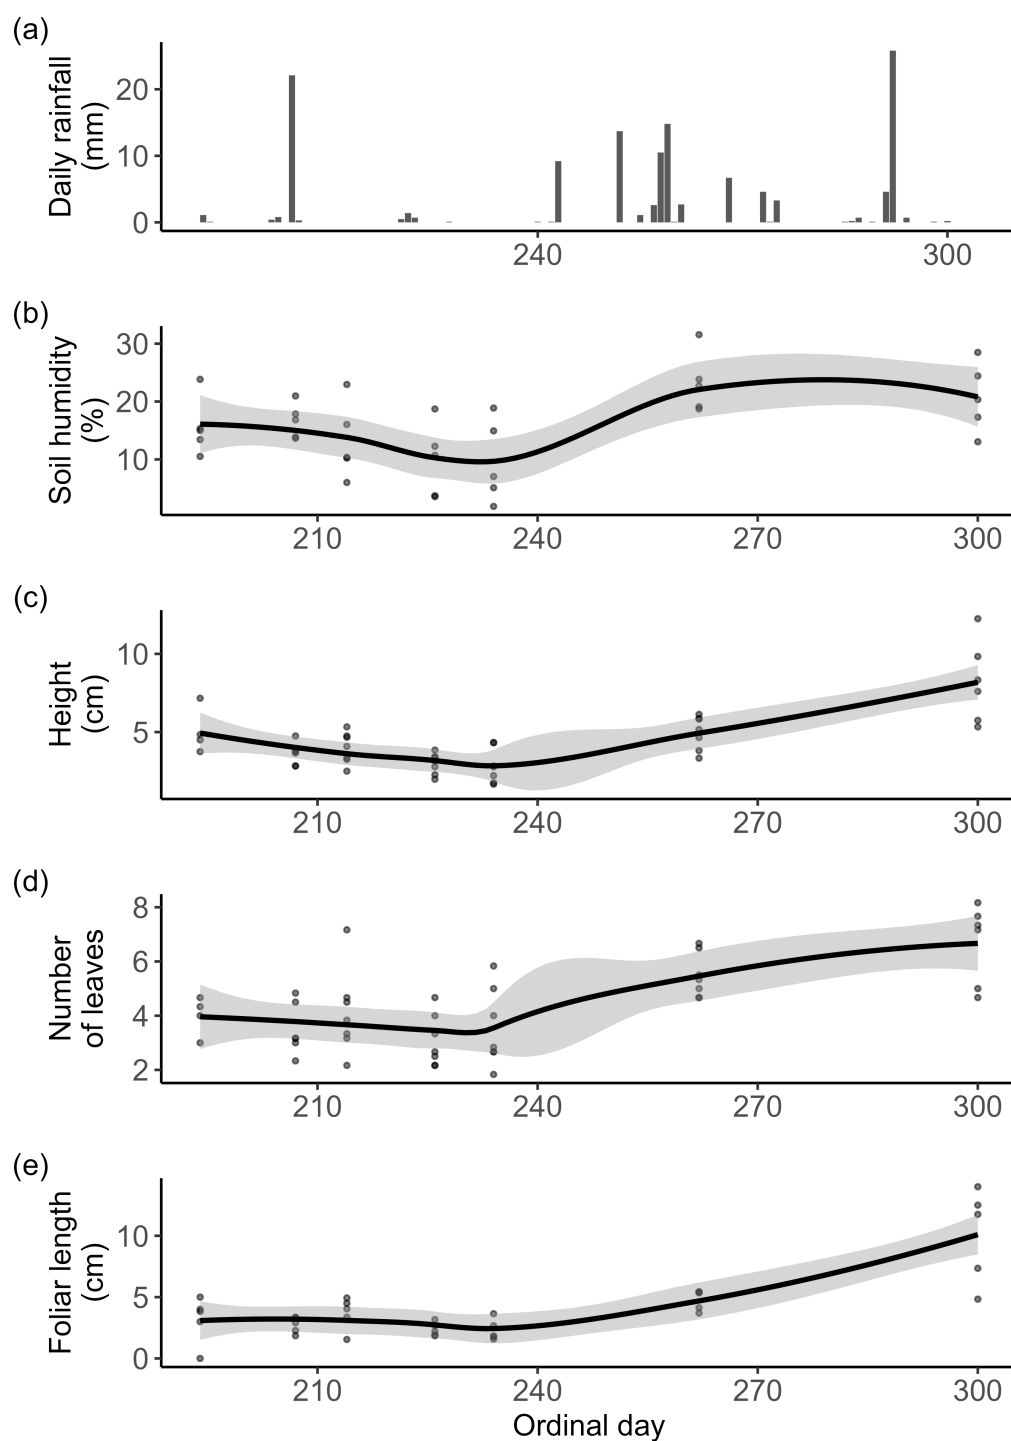 (a)
Daily rainfall
(mm)
20
10
0
240
300
(b)
Soil humidity
(%)
30
20
10
210
240
270
300
(c)
Height
(cm)
10
5
210
240
270
300
(d)
Number
of leaves
8
6
4
2
210
240
270
300
(e)
Foliar length
(cm)
10
5
0
210
240
270
300
Ordinal day